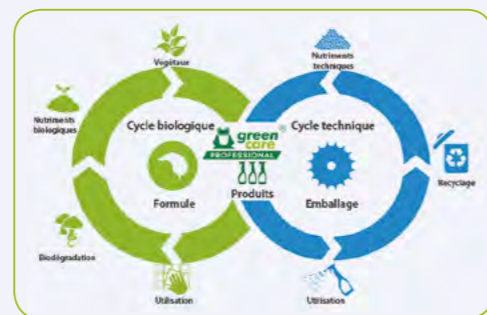 Végétaux
Nutriments
techniques
Nutriments
biologiques
Cycle biologique
Cycle technique
green
care
®
PROFESSIONAL
Produits
Formule
Emballage
Recyclage
Biodégradation
Utilisation
Utilisation